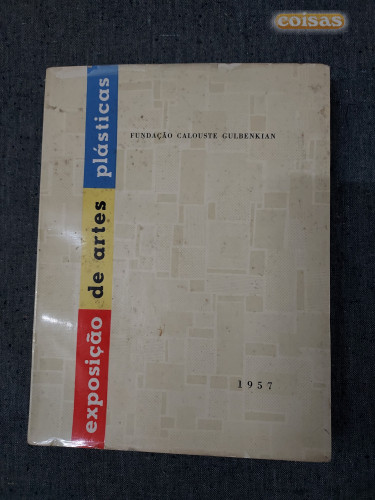 coisas
FUNDAÇÃO CALOUSTE GULBENKIAN
exposição de artes plásticas
1957